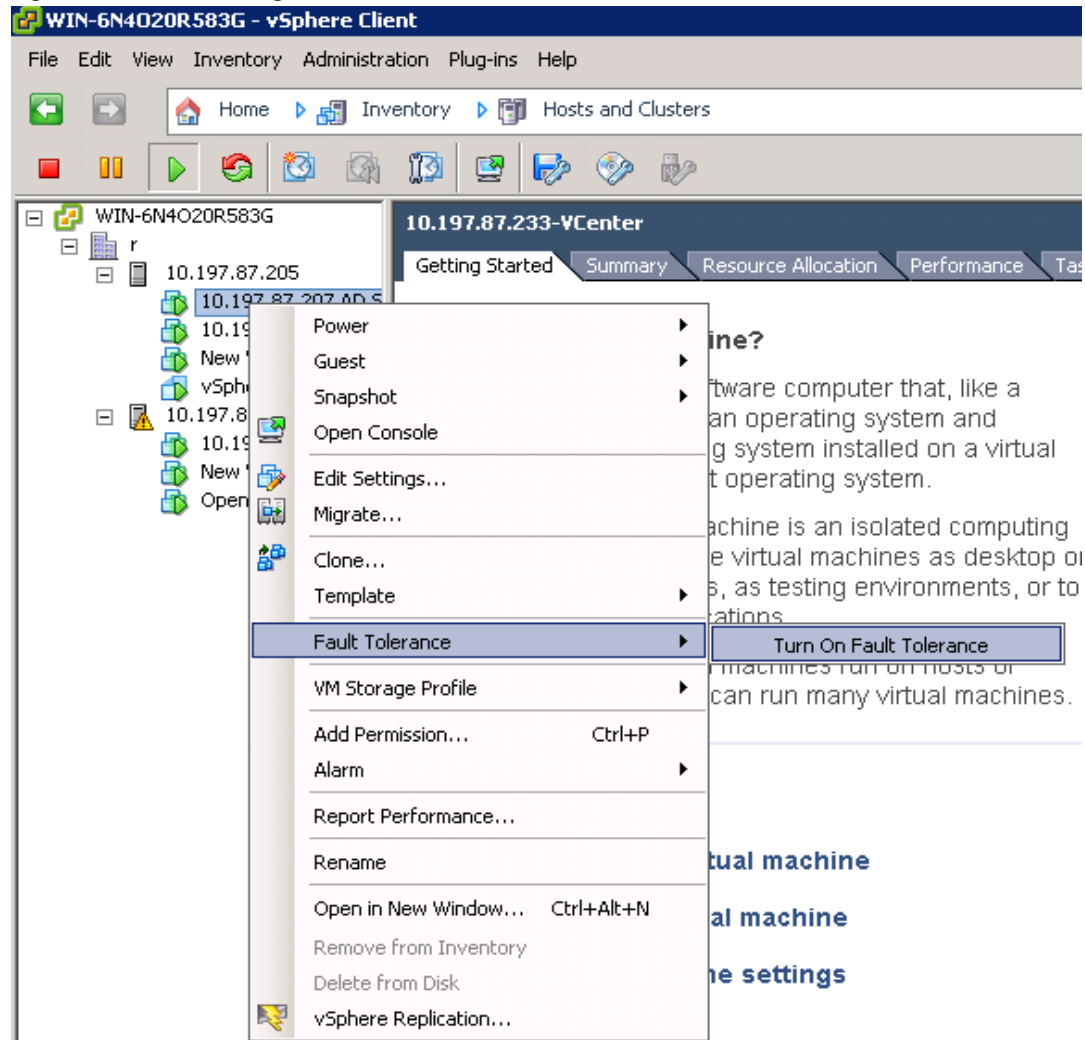 WIN-6N4O20R583G - vSphere Client
File Edit View Inventory Administration Plug-ins Help
Home Inventory Hosts and Clusters
WIN-6N4O20R583G
r
10.197.87.205
10.197.87.207 AD S
10.19
New
vSph
10.197.8
10.19
New
Open
10.197.87.233-VCenter
Getting Started Summary Resource Allocation Performance Tas
Power
Guest
Snapshot
Open Console
Edit Settings...
Migrate...
Clone...
Template
Fault Tolerance
VM Storage Profile
Add Permission... Ctrl+P
Alarm
Report Performance...
Rename
Open in New Window... Ctrl+Alt+N
Remove from Inventory
Delete from Disk
vSphere Replication...
Turn On Fault Tolerance
ine?
ftware computer that, like a
an operating system and
g system installed on a virtual
t operating system.
achine is an isolated computing
e virtual machines as desktop or
s, as testing environments, or to
cations.
machines run on hosts or
can run many virtual machines.
tual machine
al machine
ne settings